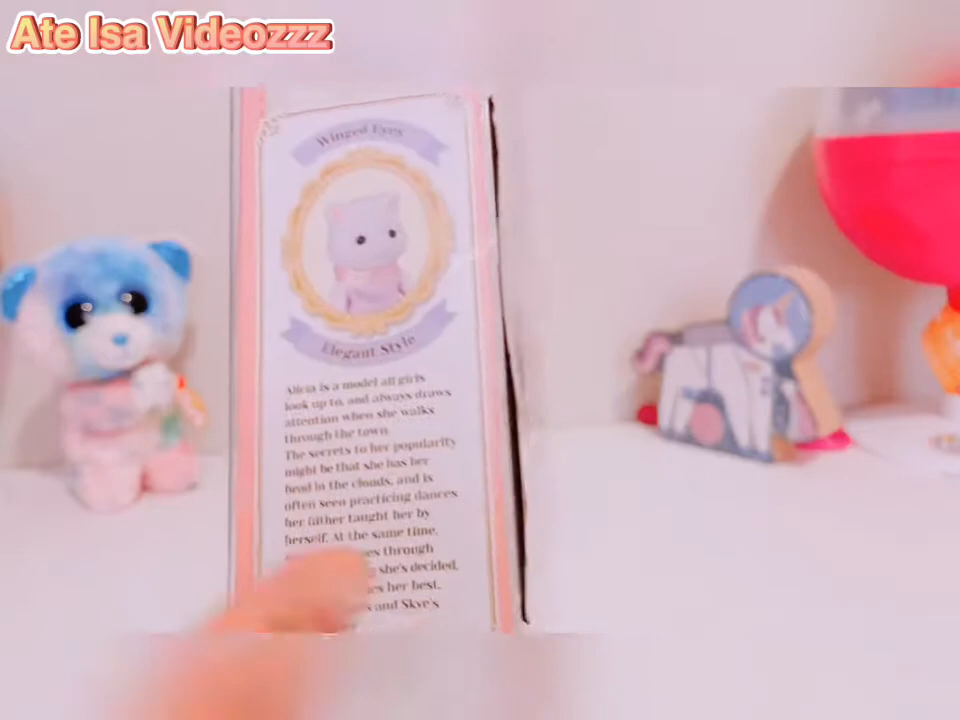 Ate Isa Videozzz
Winged Eyes
Elegant Style
Alicia is a model all girls
look up to, and always draws
attention when she walks
through the town.
The secrets to her popularity
might be that she has her
head in the clouds, and is
often seen practicing dances
her father taught her by
herself. At the same time,
through
she's decided,
her best.
and Skye's